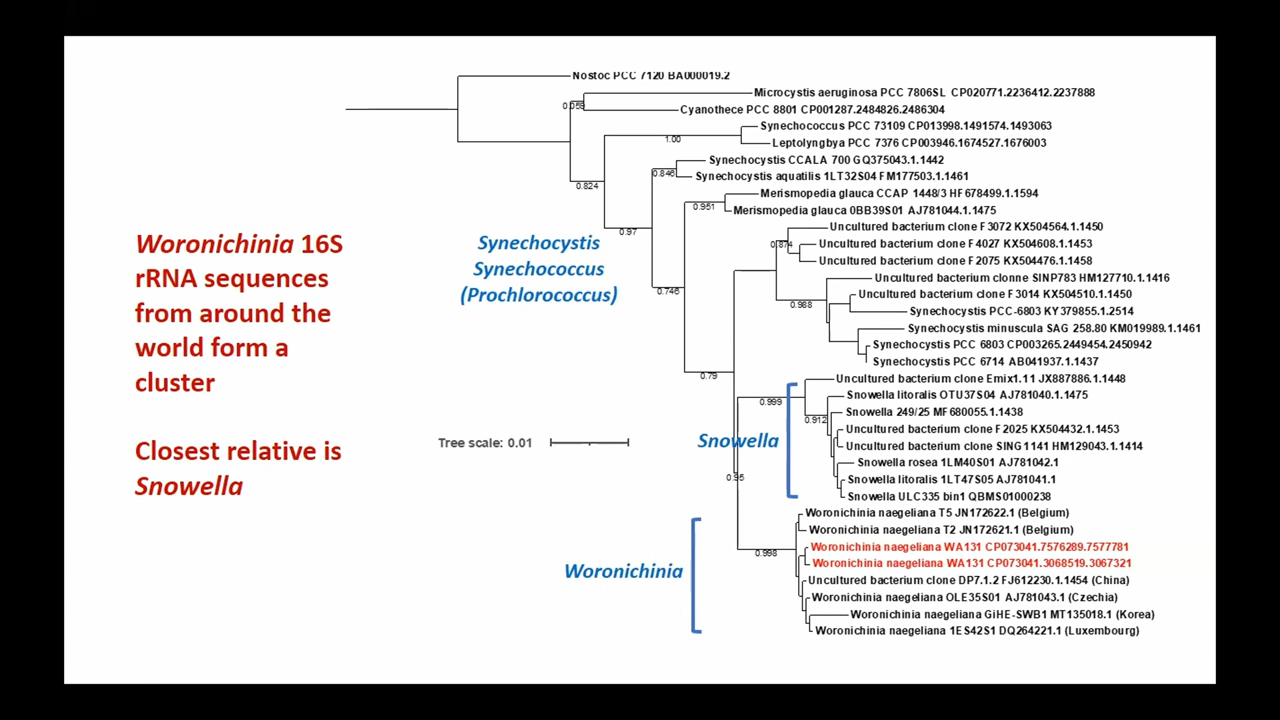 Nostoc PCC 7120 BA000019.2
Microcystis aeruginosa PCC 7806SL CP020771.2236412.2237888
0.058
Cyanothece PCC 8801 CP001287.2484826.2486304
Synechococcus PCC 73109 CP013998.1491574.1493063
1.00
Leptolyngbya PCC 7376 CP003946.1674527.1676003
Synechocystis CCALA 700 GQ375043.1.1442
0.846
Synechocystis aquatilis 1LT32S04 FM177503.1.1461
0.824
Merismopedia glauca CCAP 1448/3 HF678499.1.1594
0.951
Merismopedia glauca 0BB39S01 AJ781044.1.1475
Uncultured bacterium clone F 3072 KX504564.1.1450
0.97
0.874
Uncultured bacterium clone F 4027 KX504608.1.1453
Uncultured bacterium clone F 2075 KX504476.1.1458
Woronichinia 16S
rRNA sequences
from around the
world form a
cluster
Closest relative is
Snowella
Synechocystis
Synechococcus
(Prochlorococcus)
Uncultured bacterium clonne SINP783 HM127710.1.1416
0.746
Uncultured bacterium clone F 3014 KX504510.1.1450
0.988
Synechocystis PCC-6803 KY379855.1.2514
Synechocystis minuscula SAG 258.80 KM019989.1.1461
Synechocystis PCC 6803 CP003265.2449454.2450942
Synechocystis PCC 6714 AB041937.1.1437
0.79
Uncultured bacterium clone Emix1.11 JX887886.1.1448
Snowella litoralis OTU37S04 AJ781040.1.1475
0.999
Snowella 249/25 MF680055.1.1438
0.912
Uncultured bacterium clone F 2025 KX504432.1.1453
Tree scale: 0.01
Snowella
Uncultured bacterium clone SING1141 HM129043.1.1414
Snowella rosea 1LM40S01 AJ781042.1
0.95
Snowella litoralis 1LT47S05 AJ781041.1
Snowella ULC335 bin1 QBMS01000238
Woronichinia naegeliana T5 JN172622.1 (Belgium)
Woronichinia naegeliana T2 JN172621.1 (Belgium)
Woronichinia naegeliana WA131 CP073041.7576289.7577781
0.998
Woronichinia naegeliana WA131 CP073041.3068519.3067321
Woronichinia
Uncultured bacterium clone DP7.1.2 FJ612230.1.1454 (China)
Woronichinia naegeliana OLE35S01 AJ781043.1 (Czechia)
Woronichinia naegeliana GiHE-SWB1 MT135018.1 (Korea)
Woronichinia naegeliana 1ES42S1 DQ264221.1 (Luxembourg)